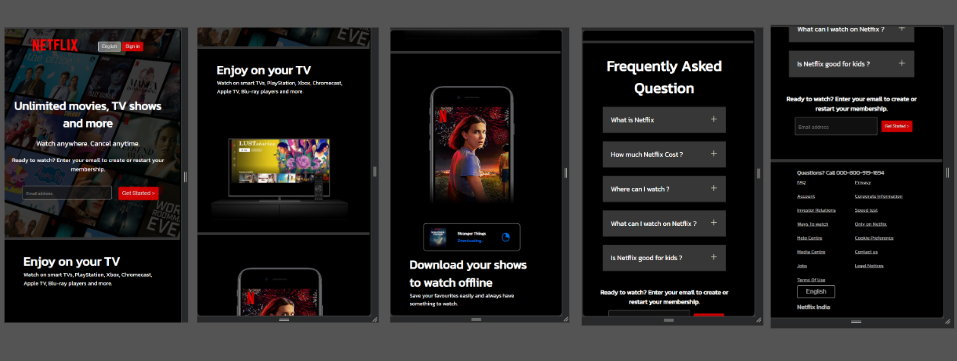 NETFLIX
English
Sign In
Unlimited movies, TV shows
and more
Watch anywhere. Cancel anytime.
Ready to watch? Enter your email to create or restart your
membership.
Email address
Get Started >
Enjoy on your TV
Watch on smart TVs, PlayStation, Xbox, Chromecast,
Apple TV, Blu-ray players and more.
Enjoy on your TV
Watch on smart TVs, PlayStation, Xbox, Chromecast,
Apple TV, Blu-ray players and more.
Stranger Things
Downloading...
Download your shows
to watch offline
Save your favourites easily and always have
something to watch.
Frequently Asked
Question
What is Netflix
How much Netflix Cost ?
Where can I watch ?
What can I watch on Netflix ?
Is Netflix good for kids ?
Ready to watch? Enter your email to create or
restart your membership.
What can I watch on Netflix ?
Is Netflix good for kids ?
Ready to watch? Enter your email to create or
restart your membership.
Email address
Get Started >
Questions? Call 000-800-919-1694
FAQ
Privacy
Account
Corporate Information
Investor Relations
Speed Test
Ways To Watch
Only on Netflix
Help Centre
Cookie Preference
Media Centre
Contact us
Jobs
Legal Notices
Terms Of Use
English
Netflix India